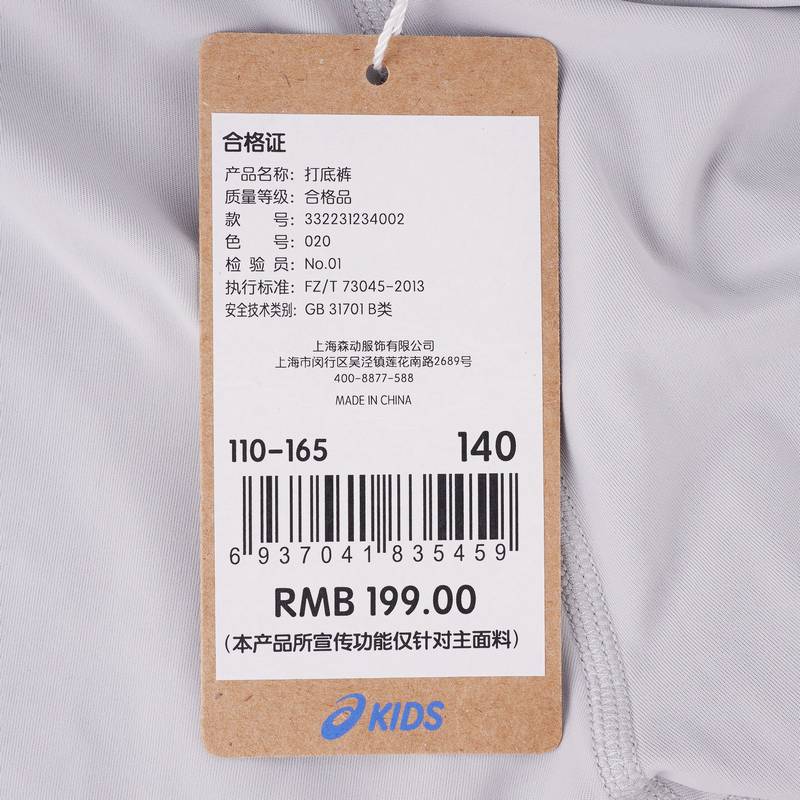 合格证
产品名称：打底裤
质量等级：合格品
款 号：332231234002
色 号：020
检 验 员：No.01
执行标准：FZ/T 73045-2013
安全技术类别：GB 31701 B类
上海森动服饰有限公司
上海市闵行区吴泾镇莲花南路2689号
400-8877-588
MADE IN CHINA
110-165 140
6 937041 835459
RMB 199.00
（本产品所宣传功能仅针对主面料）
KIDS